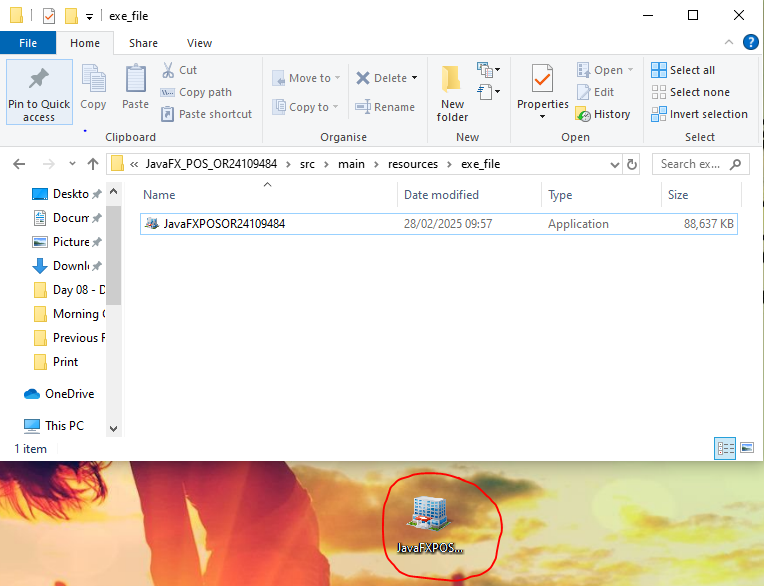 exe_file
File Home Share View
Pin to Quick access
Copy
Paste
Cut
Copy path
Paste shortcut
Clipboard
Move to
Copy to
Delete
Rename
Organise
New folder
New
Properties
Open
Edit
History
Open
Select all
Select none
Invert selection
Select
« JavaFX_POS_OR24109484 > src > main > resources > exe_file
Search ex...
Name Date modified Type Size
JavaFXPOSOR24109484 28/02/2025 09:57 Application 88,637 KB
Deskto
Docum
Picture
Downl
Day 08 - D
Morning
Previous
Print
OneDrive
This PC
1 item
JavaFXPOS...